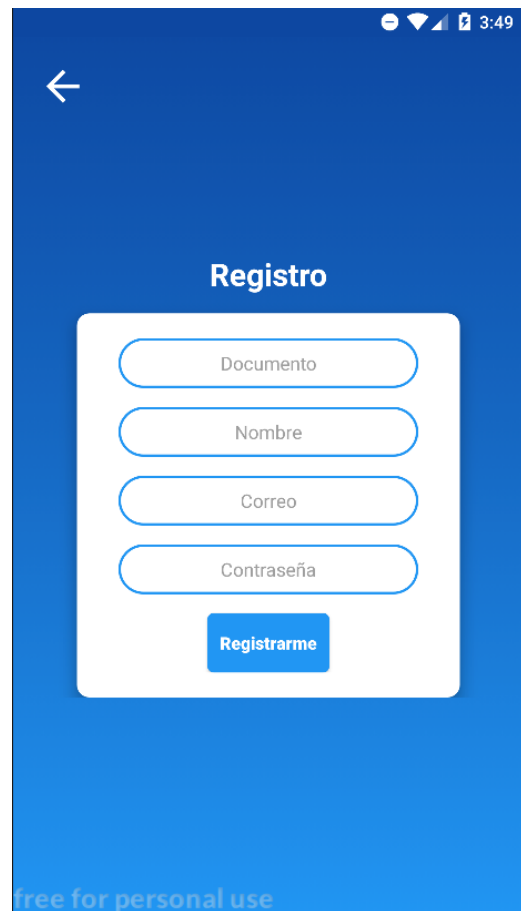 3:49
Registro
Documento
Nombre
Correo
Contraseña
Registrarme
free for personal use